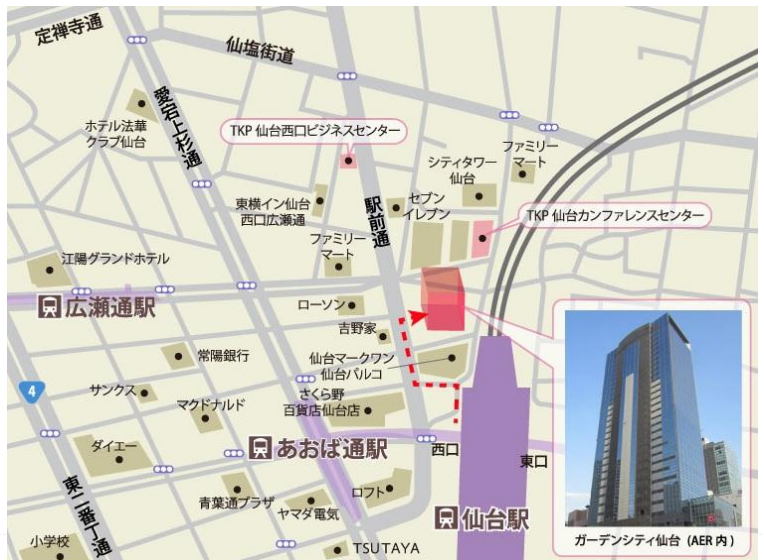 定禅寺通
仙塩街道
愛宕上杉通
ホテル法華
クラブ仙台
TKP 仙台西口ビジネスセンター
ファミリー
マート
シティタワー
仙台
東横イン仙台
西口広瀬通
駅前通
セブン
イレブン
TKP 仙台カンファレンスセンター
江陽グランドホテル
ファミリー
マート
広瀬通駅
ローソン
吉野家
常陽銀行
仙台マークワン
仙台パルコ
4
サンクス
マクドナルド
さくら野
百貨店仙台店
ダイエー
あおば通駅
西口
東口
東二番丁通
青葉通プラザ
ヤマダ電気
ロフト
仙台駅
小学校
TSUTAYA
ガーデンシティ仙台 (AER 内)